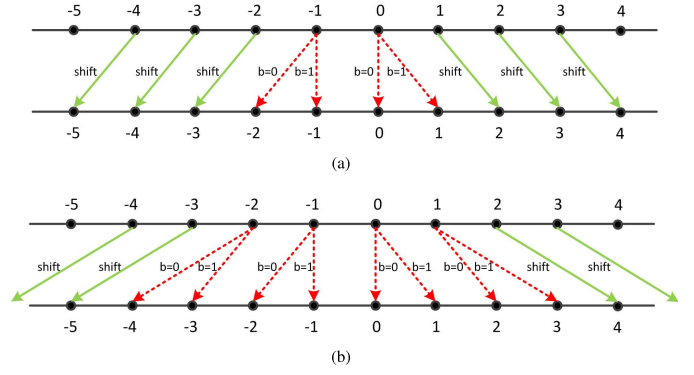 -5 -4 -3 -2 -1 0 1 2 3 4
shift shift shift b=0 b=1 b=0 b=1 shift shift shift
-5 -4 -3 -2 -1 0 1 2 3 4
(a)
-5 -4 -3 -2 -1 0 1 2 3 4
shift shift b=0 b=1 b=0 b=1 b=0 b=1 b=0 b=1 shift shift
-5 -4 -3 -2 -1 0 1 2 3 4
(b)